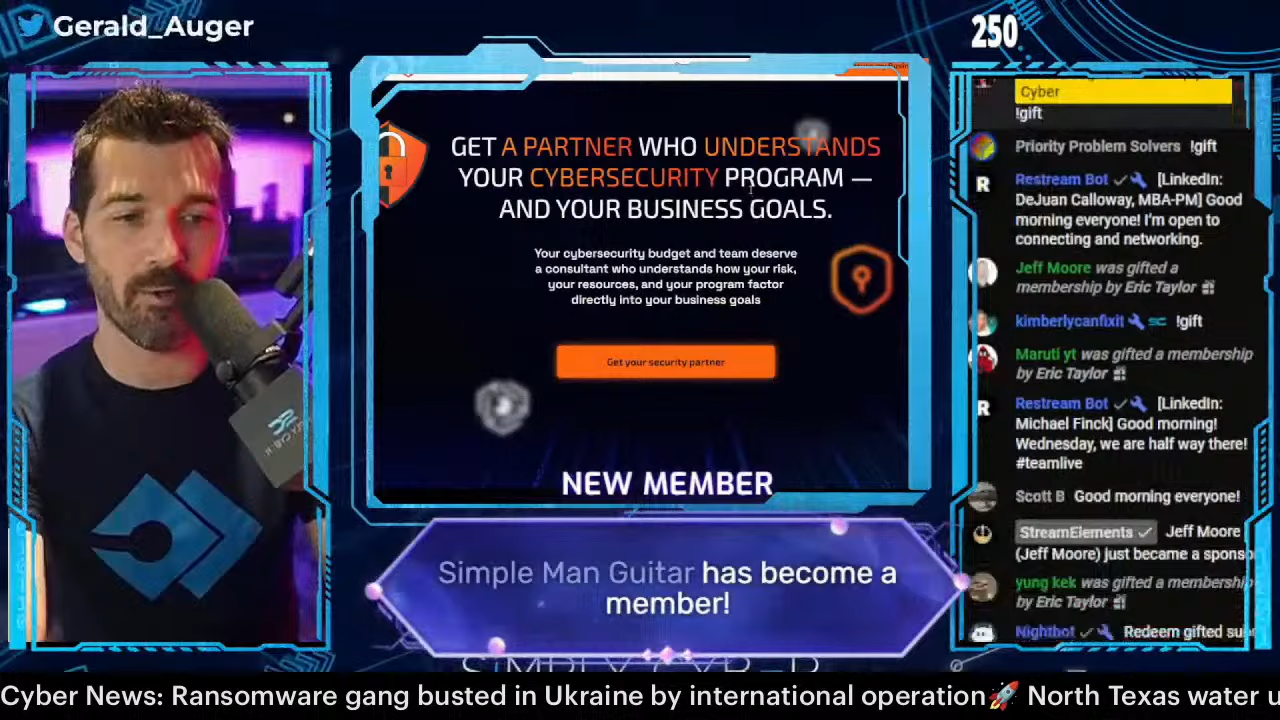 Gerald_Auger
250
GET A PARTNER WHO UNDERSTANDS
YOUR CYBERSECURITY PROGRAM —
AND YOUR BUSINESS GOALS.
Your cybersecurity budget and team deserve
a consultant who understands how your risk,
your resources, and your program factor
directly into your business goals
Get your security partner
NEW MEMBER
Simple Man Guitar has become a
member!
Cyber
!gift
Priority Problem Solvers !gift
R
Restream Bot [LinkedIn:
DeJuan Calloway, MBA-PM] Good
morning everyone! I'm open to
connecting and networking.
Jeff Moore was gifted a
membership by Eric Taylor
kimberlycanfixit SC !gift
Maruti yt was gifted a membership
by Eric Taylor
R
Restream Bot [LinkedIn:
Michael Finck] Good morning!
Wednesday, we are half way there!
#teamlive
Scott B Good morning everyone!
StreamElements Jeff Moore
(Jeff Moore) just became a sponso
yung kek was gifted a membership
by Eric Taylor
Nightbot Redeem gifted su
SIMPLY CYBER
Cyber News: Ransomware gang busted in Ukraine by international operation🚀 North Texas water u